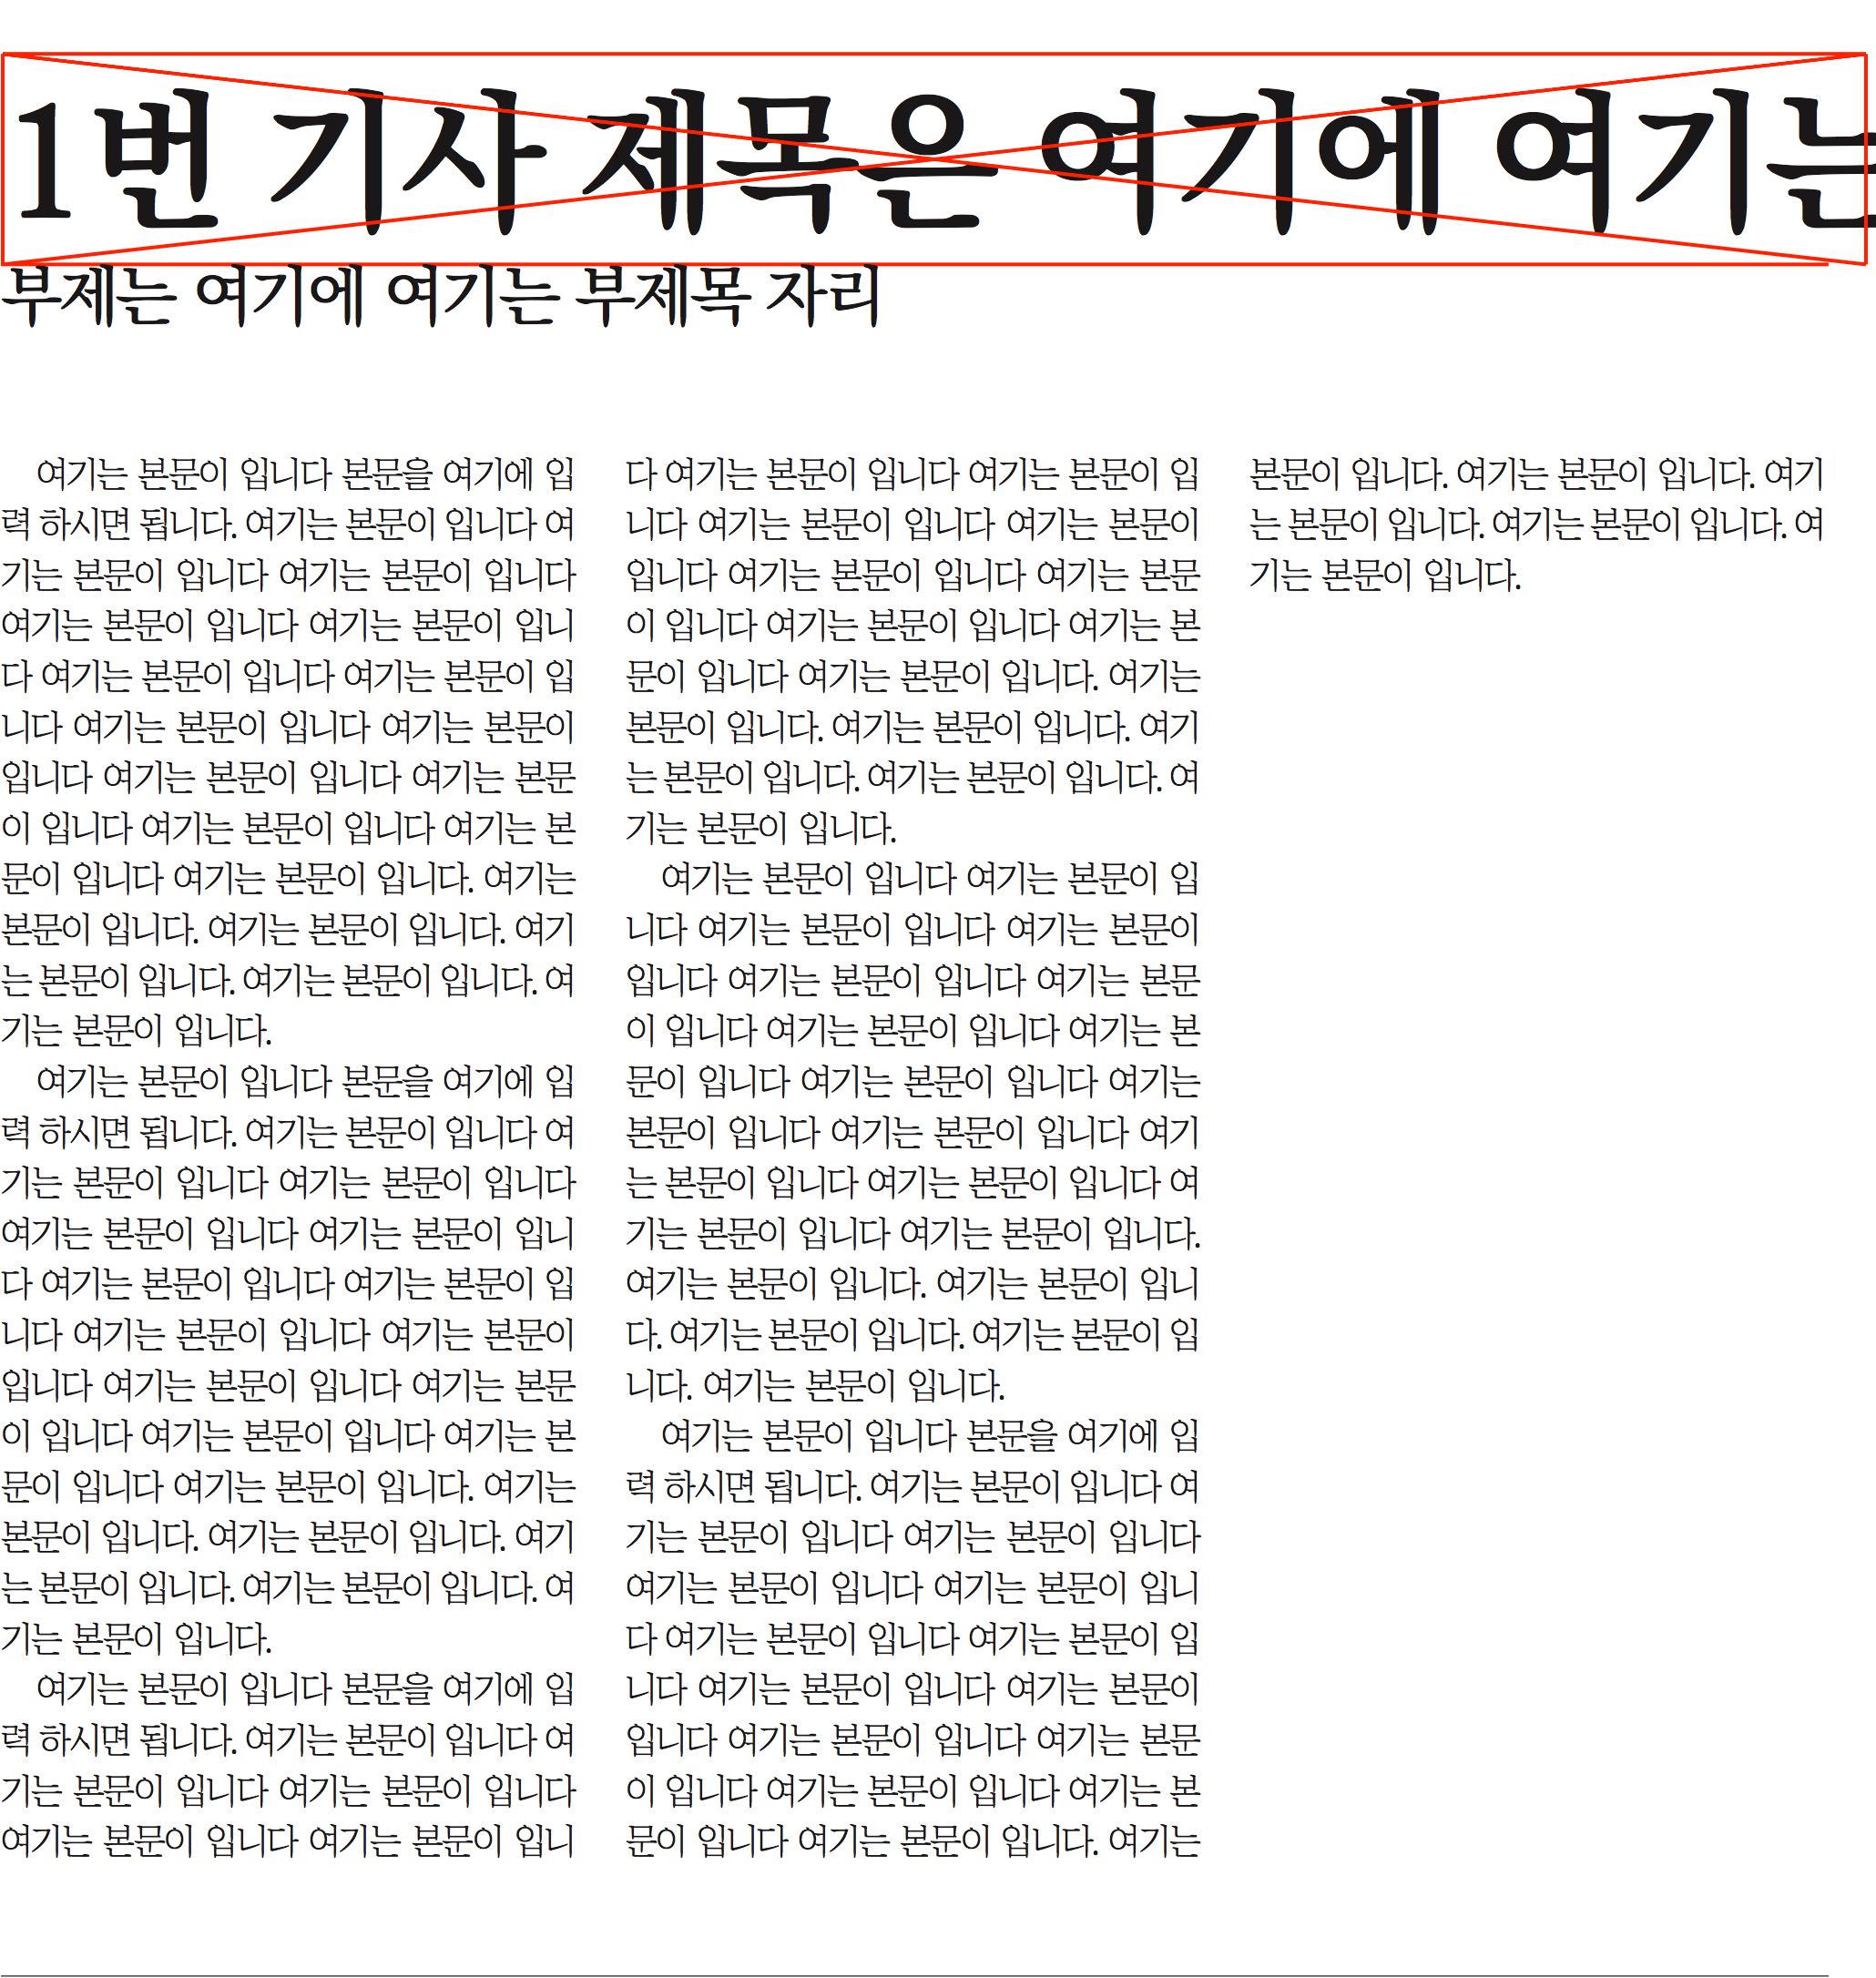 1번 기사 제목은 여기에 여기는
부제는 여기에 여기는 부제목 자리
여기는 본문이 입니다 본문을 여기에 입
력 하시면 됩니다. 여기는 본문이 입니다 여
기는 본문이 입니다 여기는 본문이 입니다
여기는 본문이 입니다 여기는 본문이 입니
다 여기는 본문이 입니다 여기는 본문이 입
니다 여기는 본문이 입니다 여기는 본문이
입니다 여기는 본문이 입니다 여기는 본문
이 입니다 여기는 본문이 입니다 여기는 본
문이 입니다 여기는 본문이 입니다. 여기는
본문이 입니다. 여기는 본문이 입니다. 여기
는 본문이 입니다. 여기는 본문이 입니다. 여
기는 본문이 입니다.
여기는 본문이 입니다 본문을 여기에 입
력 하시면 됩니다. 여기는 본문이 입니다 여
기는 본문이 입니다 여기는 본문이 입니다
여기는 본문이 입니다 여기는 본문이 입니
다 여기는 본문이 입니다 여기는 본문이 입
니다 여기는 본문이 입니다 여기는 본문이
입니다 여기는 본문이 입니다 여기는 본문
이 입니다 여기는 본문이 입니다 여기는 본
문이 입니다 여기는 본문이 입니다. 여기는
본문이 입니다. 여기는 본문이 입니다. 여기
는 본문이 입니다. 여기는 본문이 입니다. 여
기는 본문이 입니다.
여기는 본문이 입니다 본문을 여기에 입
력 하시면 됩니다. 여기는 본문이 입니다 여
기는 본문이 입니다 여기는 본문이 입니다
여기는 본문이 입니다 여기는 본문이 입니
다 여기는 본문이 입니다 여기는 본문이 입
니다 여기는 본문이 입니다 여기는 본문이
입니다 여기는 본문이 입니다 여기는 본문
이 입니다 여기는 본문이 입니다 여기는 본
문이 입니다 여기는 본문이 입니다. 여기는
본문이 입니다. 여기는 본문이 입니다. 여기
는 본문이 입니다. 여기는 본문이 입니다. 여
기는 본문이 입니다.
여기는 본문이 입니다 여기는 본문이 입
니다 여기는 본문이 입니다 여기는 본문이
입니다 여기는 본문이 입니다 여기는 본문
이 입니다 여기는 본문이 입니다 여기는 본
문이 입니다 여기는 본문이 입니다 여기는
본문이 입니다 여기는 본문이 입니다 여기
는 본문이 입니다 여기는 본문이 입니다 여
기는 본문이 입니다 여기는 본문이 입니다.
여기는 본문이 입니다. 여기는 본문이 입니
다. 여기는 본문이 입니다. 여기는 본문이 입
니다. 여기는 본문이 입니다.
여기는 본문이 입니다 본문을 여기에 입
력 하시면 됩니다. 여기는 본문이 입니다 여
기는 본문이 입니다 여기는 본문이 입니다
여기는 본문이 입니다 여기는 본문이 입니
다 여기는 본문이 입니다 여기는 본문이 입
니다 여기는 본문이 입니다 여기는 본문이
입니다 여기는 본문이 입니다 여기는 본문
이 입니다 여기는 본문이 입니다 여기는 본
문이 입니다 여기는 본문이 입니다. 여기는
본문이 입니다. 여기는 본문이 입니다. 여기
는 본문이 입니다. 여기는 본문이 입니다. 여
기는 본문이 입니다.